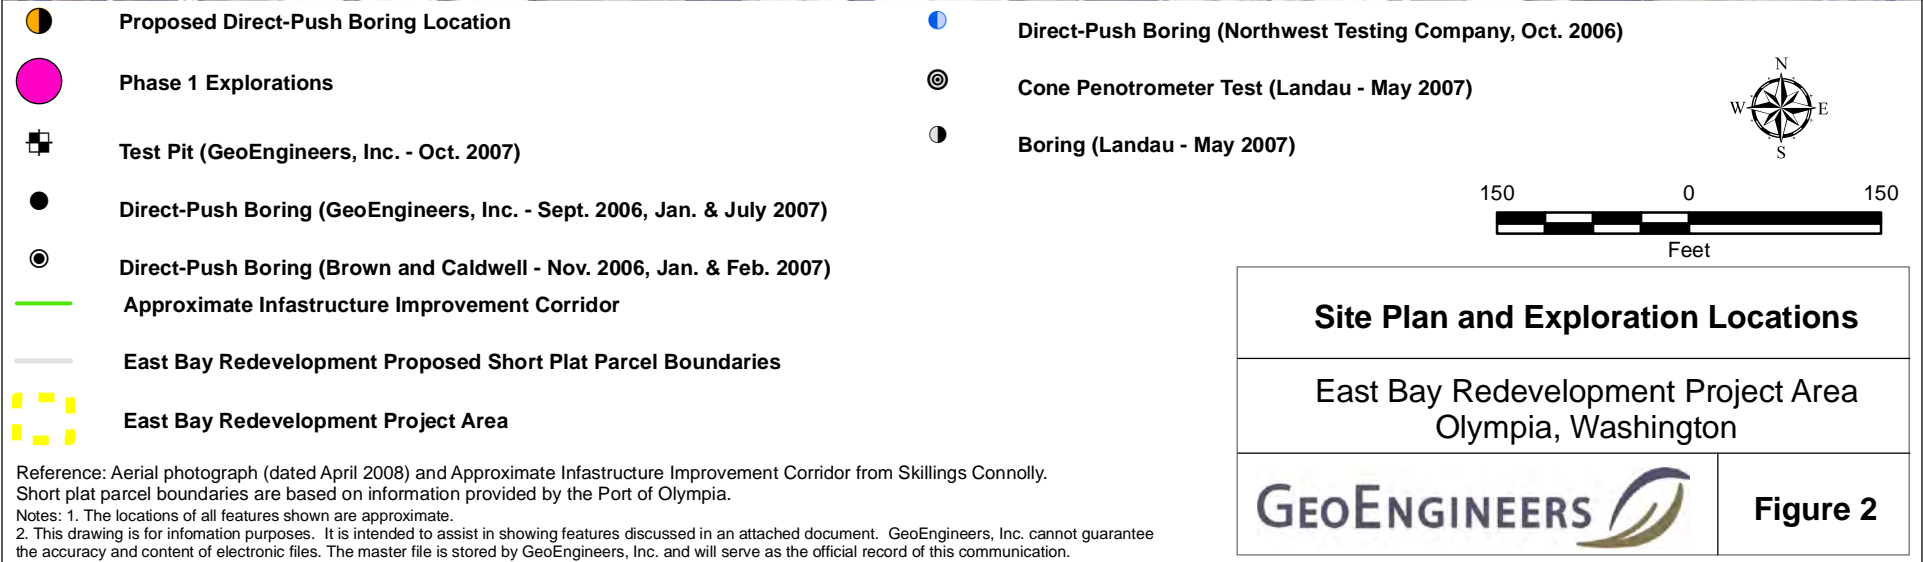 Proposed Direct-Push Boring Location
Phase 1 Explorations
Test Pit (GeoEngineers, Inc. - Oct. 2007)
Direct-Push Boring (GeoEngineers, Inc. - Sept. 2006, Jan. & July 2007)
Direct-Push Boring (Brown and Caldwell - Nov. 2006, Jan. & Feb. 2007)
Approximate Infastructure Improvement Corridor
East Bay Redevelopment Proposed Short Plat Parcel Boundaries
East Bay Redevelopment Project Area
Direct-Push Boring (Northwest Testing Company, Oct. 2006)
Cone Penotrometer Test (Landau - May 2007)
Boring (Landau - May 2007)
N
W E
S
150 0 150
Feet
Reference: Aerial photograph (dated April 2008) and Approximate Infastructure Improvement Corridor from Skillings Connolly.
Short plat parcel boundaries are based on information provided by the Port of Olympia.
Notes: 1. The locations of all features shown are approximate.
2. This drawing is for infomation purposes. It is intended to assist in showing features discussed in an attached document. GeoEngineers, Inc. cannot guarantee
the accuracy and content of electronic files. The master file is stored by GeoEngineers, Inc. and will serve as the official record of this communication.
Site Plan and Exploration Locations
East Bay Redevelopment Project Area
Olympia, Washington
GEOENGINEERS
Figure 2